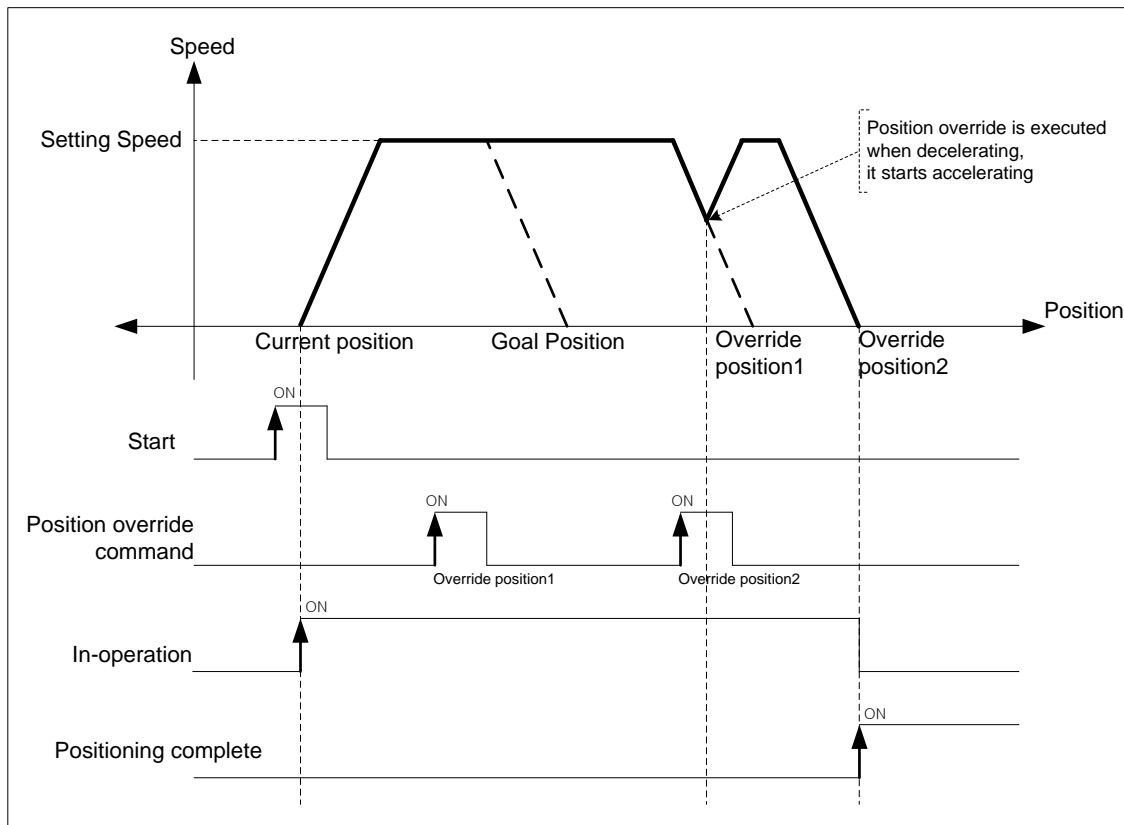 Speed
Setting Speed
Position override is executed
when decelerating,
it starts accelerating
Position
Current position
Goal Position
Override
position1
Override
position2
ON
Start
ON
ON
Position override
command
Override position1
Override position2
ON
In-operation
ON
Positioning complete